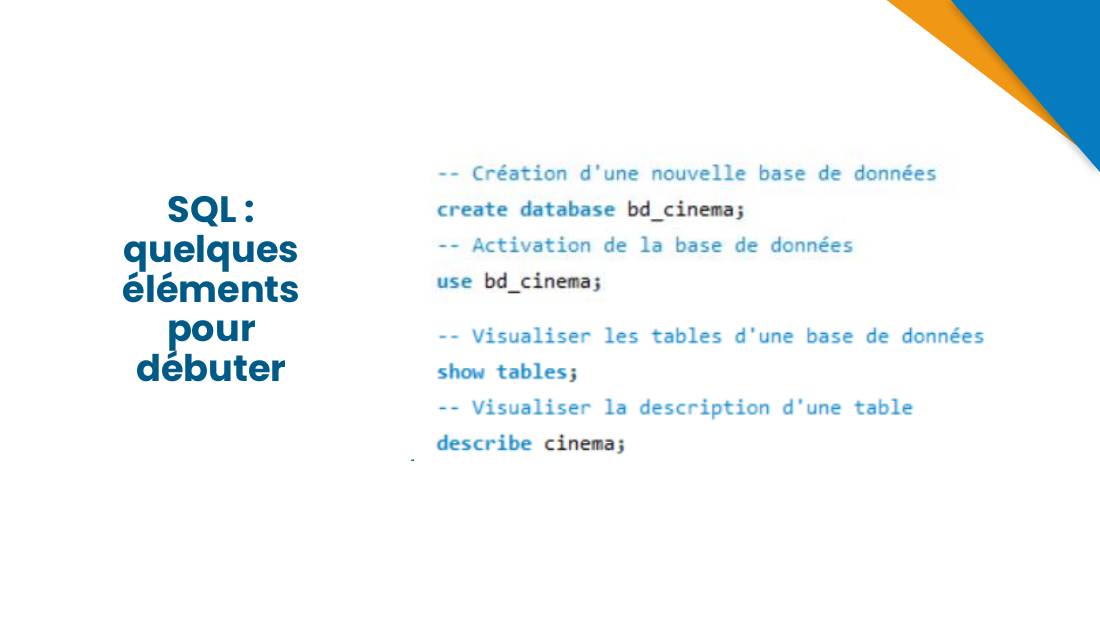 SQL :
quelques
éléments
pour
débuter
-- Création d'une nouvelle base de données
create database bd_cinema;
-- Activation de la base de données
use bd_cinema;
-- Visualiser les tables d'une base de données
show tables;
-- Visualiser la description d'une table
describe cinema;